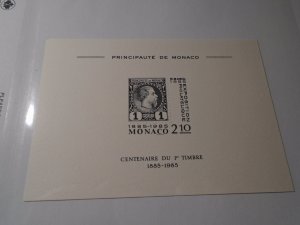 PRINCIPAUTÉ DE MONACO
1
1
1885-1985
MONACO 2,10
CENTENAIRE DU 1er TIMBRE
1885-1985